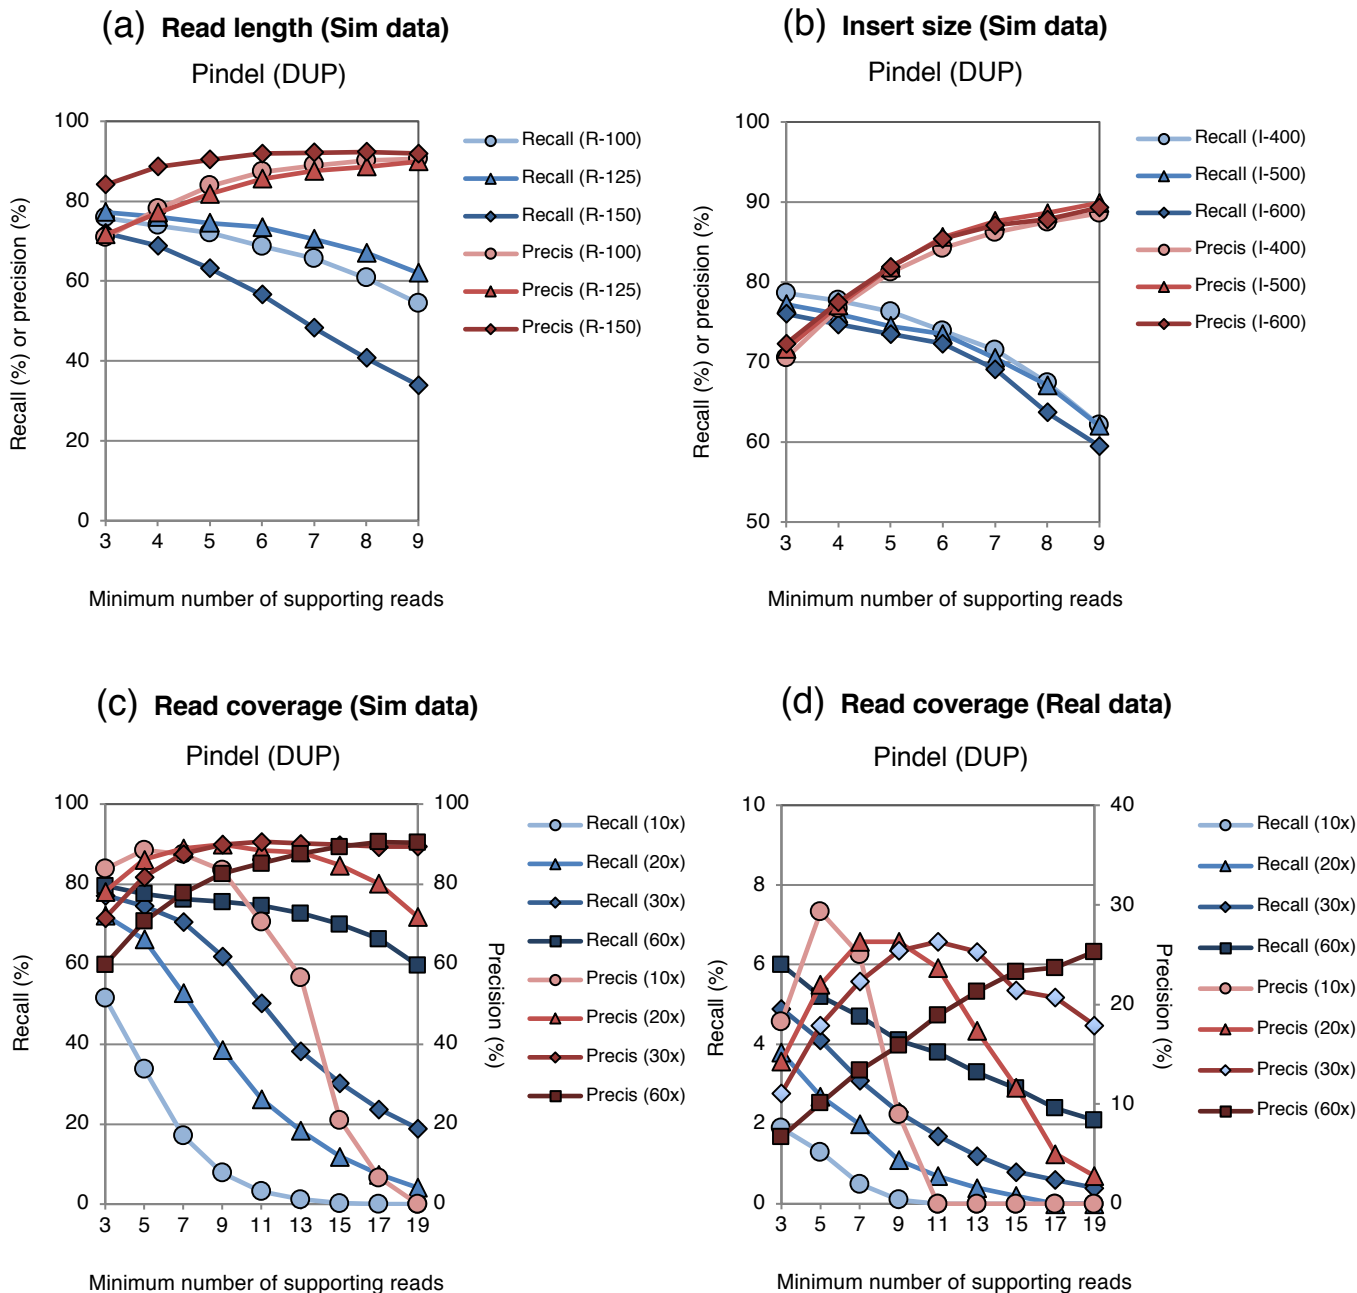 (a) Read length (Sim data)
Pindel (DUP)
100
80
60
40
20
0
3 4 5 6 7 8 9
Recall (%) or precision (%)
Minimum number of supporting reads
Recall (R-100)
Recall (R-125)
Recall (R-150)
Precis (R-100)
Precis (R-125)
Precis (R-150)
(b) Insert size (Sim data)
Pindel (DUP)
100
90
80
70
60
50
3 4 5 6 7 8 9
Recall (%) or precision (%)
Minimum number of supporting reads
Recall (I-400)
Recall (I-500)
Recall (I-600)
Precis (I-400)
Precis (I-500)
Precis (I-600)
(c) Read coverage (Sim data)
Pindel (DUP)
100
80
60
40
20
0
3 5 7 9 11 13 15 17 19
100
80
60
40
20
0
Recall (%)
Precision (%)
Minimum number of supporting reads
Recall (10x)
Recall (20x)
Recall (30x)
Recall (60x)
Precis (10x)
Precis (20x)
Precis (30x)
Precis (60x)
(d) Read coverage (Real data)
Pindel (DUP)
10
8
6
4
2
0
3 5 7 9 11 13 15 17 19
40
30
20
10
0
Recall (%)
Precision (%)
Minimum number of supporting reads
Recall (10x)
Recall (20x)
Recall (30x)
Recall (60x)
Precis (10x)
Precis (20x)
Precis (30x)
Precis (60x)